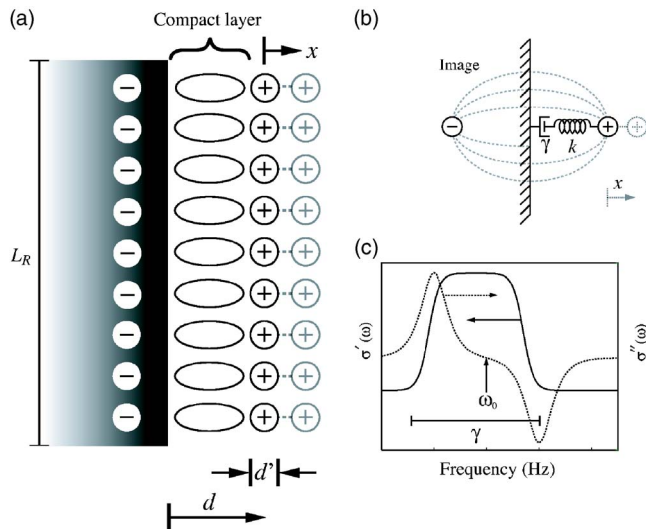 (a)
Compact layer
x
L_R
− + +
− + +
− + +
− + +
− + +
− + +
− + +
− + +
− + +
d'
d
(b)
Image
− γ k + +
x
(c)
σ'(ω)
σ''(ω)
ω₀
γ
Frequency (Hz)